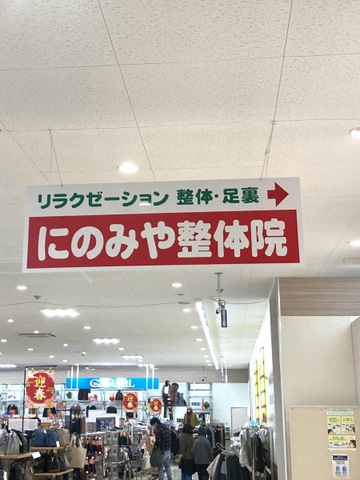 リラクゼーション 整体・足裏
にのみや整体院
迎春